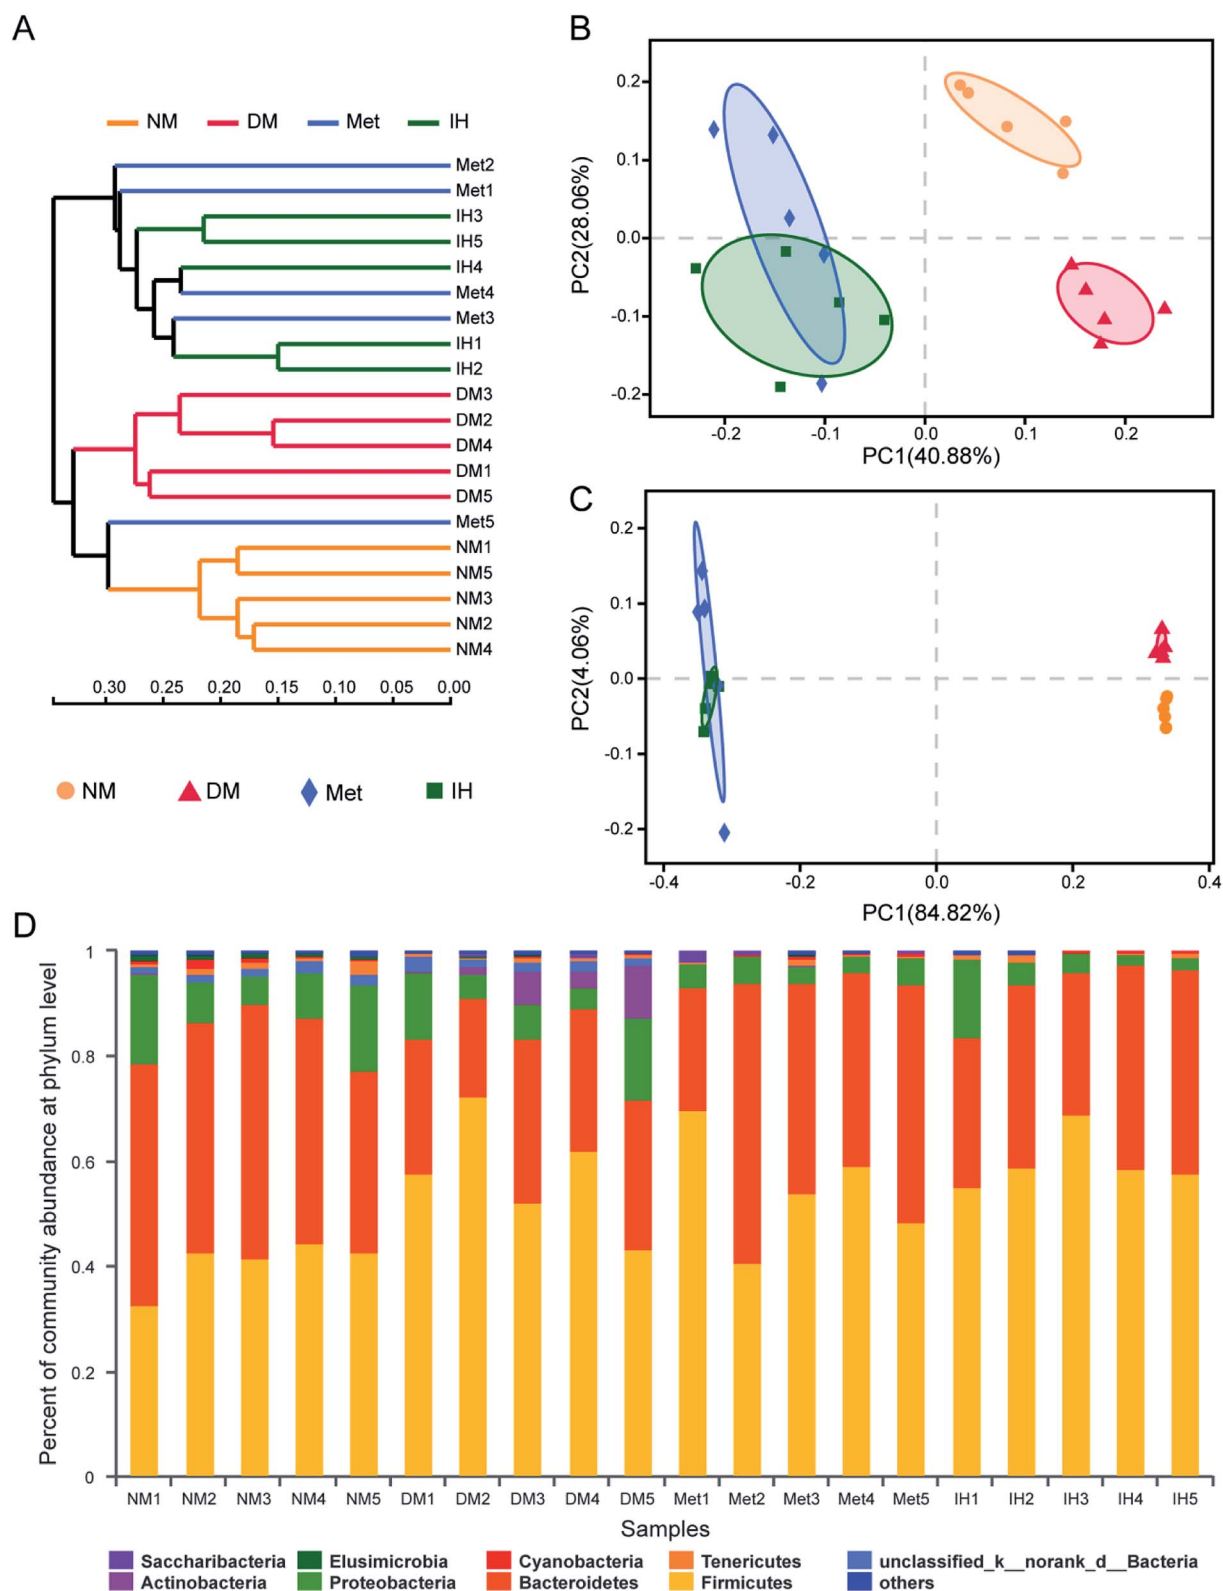 A
NM DM Met IH
Met2
Met1
IH3
IH5
IH4
Met4
Met3
IH1
IH2
DM3
DM2
DM4
DM1
DM5
Met5
NM1
NM5
NM3
NM2
NM4
0.30 0.25 0.20 0.15 0.10 0.05 0.00
NM DM Met IH
B
PC2(28.06%)
0.2
0.1
0.0
-0.1
-0.2
-0.2 -0.1 0.0 0.1 0.2
PC1(40.88%)
C
PC2(4.06%)
0.2
0.1
0.0
-0.1
-0.2
-0.4 -0.2 0.0 0.2 0.4
PC1(84.82%)
D
Percent of community abundance at phylum level
1
0.8
0.6
0.4
0.2
0
NM1 NM2 NM3 NM4 NM5 DM1 DM2 DM3 DM4 DM5 Met1 Met2 Met3 Met4 Met5 IH1 IH2 IH3 IH4 IH5
Samples
Saccharibacteria Elusimicrobia Cyanobacteria Tenericutes unclassified_k__norank_d__Bacteria
Actinobacteria Proteobacteria Bacteroidetes Firmicutes others